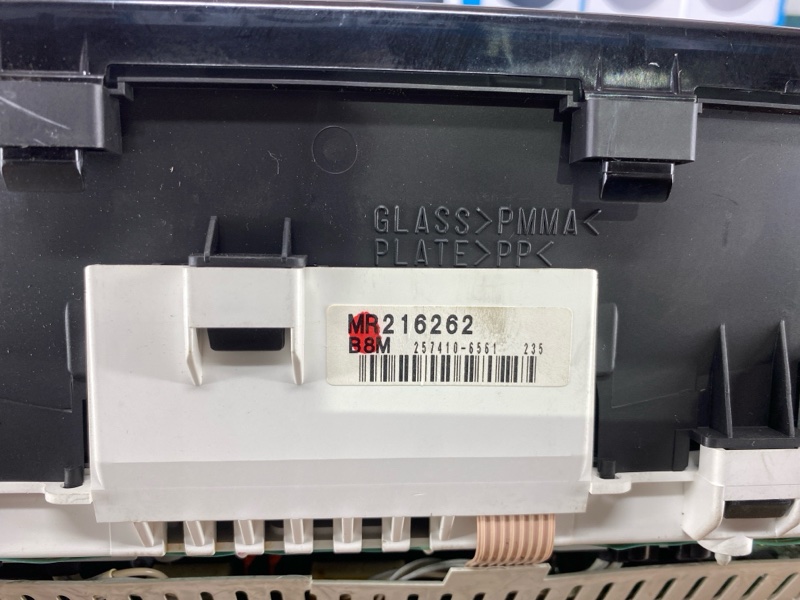 GLASS>PMMA<
PLATE>PP<
MR216262
B8M 257410-6561 235